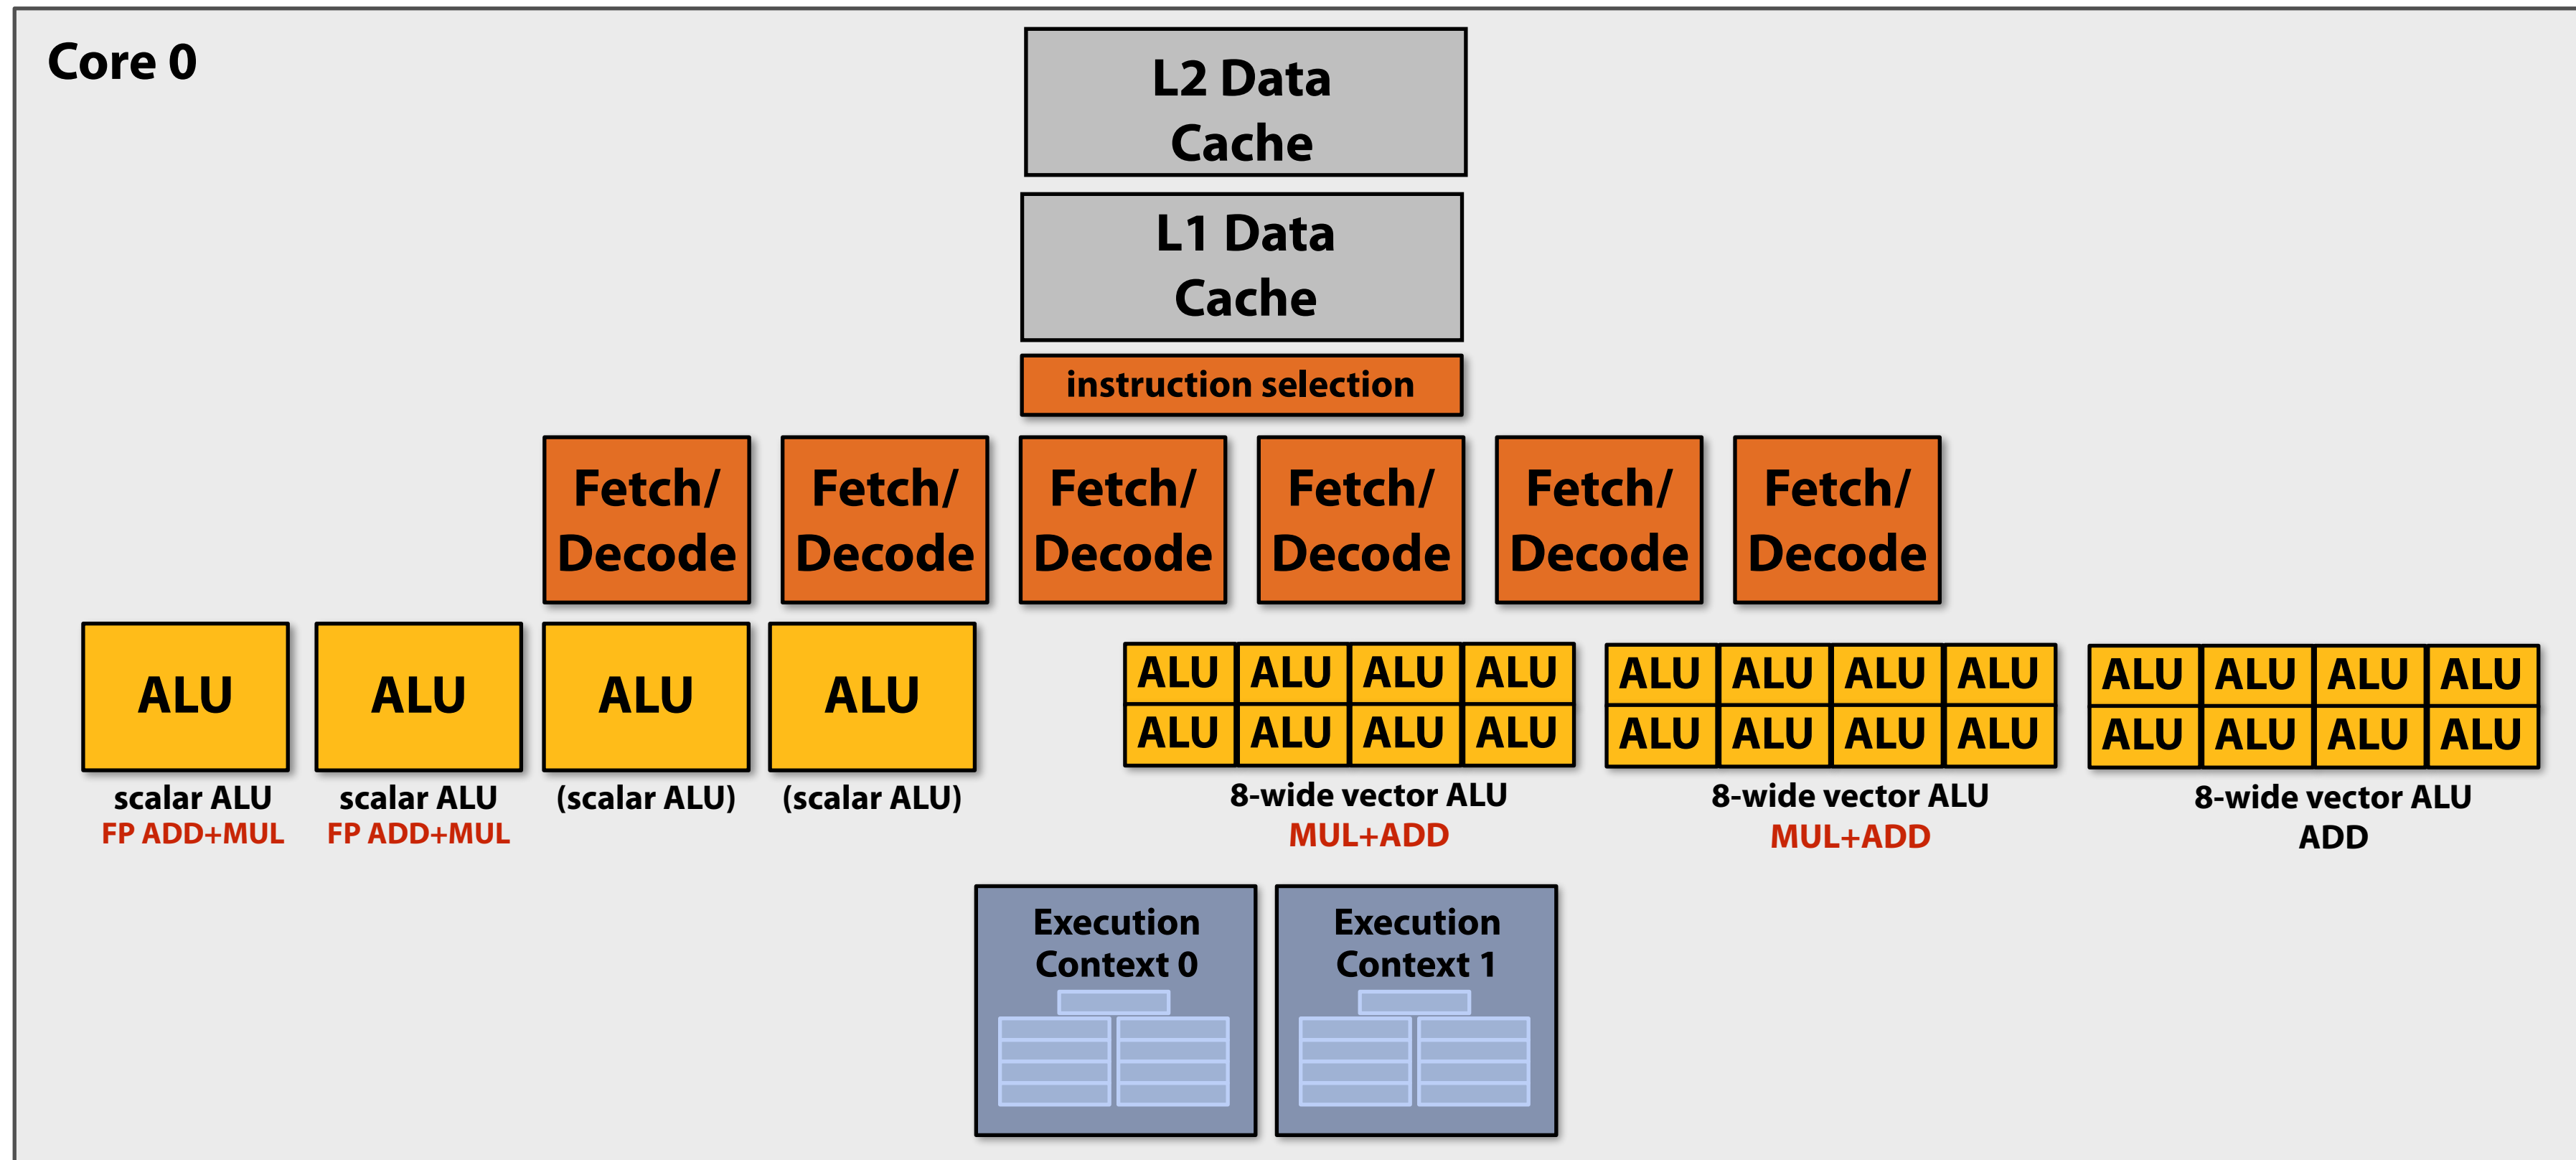 Core 0
L2 Data
Cache
L1 Data
Cache
instruction selection
Fetch/
Decode
Fetch/
Decode
Fetch/
Decode
Fetch/
Decode
Fetch/
Decode
Fetch/
Decode
ALU
scalar ALU
FP ADD+MUL
ALU
scalar ALU
FP ADD+MUL
ALU
(scalar ALU)
ALU
(scalar ALU)
ALU ALU ALU ALU
ALU ALU ALU ALU
8-wide vector ALU
MUL+ADD
ALU ALU ALU ALU
ALU ALU ALU ALU
8-wide vector ALU
MUL+ADD
ALU ALU ALU ALU
ALU ALU ALU ALU
8-wide vector ALU
ADD
Execution
Context 0
Execution
Context 1